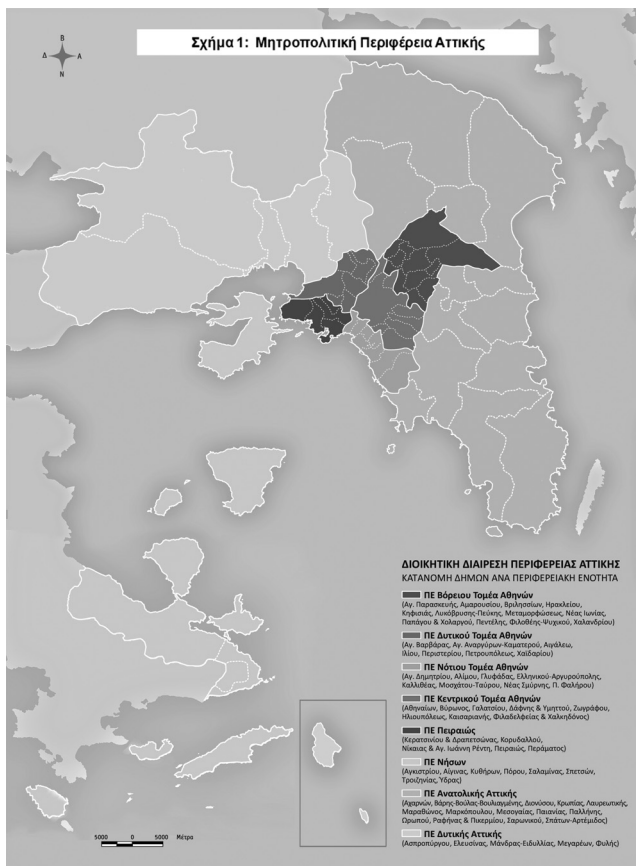 Σχήμα 1: Μητροπολιτική Περιφέρεια Αττικής
Β
Δ Α
Ν
ΔΙΟΙΚΗΤΙΚΗ ΔΙΑΙΡΕΣΗ ΠΕΡΙΦΕΡΕΙΑΣ ΑΤΤΙΚΗΣ
ΚΑΤΑΝΟΜΗ ΔΗΜΩΝ ΑΝΑ ΠΕΡΙΦΕΡΕΙΑΚΗ ΕΝΟΤΗΤΑ
ΠΕ Βόρειου Τομέα Αθηνών
(Αγ. Παρασκευής, Αμαρουσίου, Βριλησσίων, Ηρακλείου,
Κηφισιάς, Λυκόβρυσης-Πεύκης, Μεταμορφώσεως, Νέας Ιωνίας,
Παπάγου & Χολαργού, Πεντέλης, Φιλοθέης-Ψυχικού, Χαλανδρίου)
ΠΕ Δυτικού Τομέα Αθηνών
(Αγ. Βαρβάρας, Αγ. Αναργύρων-Καματερού, Αιγάλεω,
Ιλίου, Περιστερίου, Πετρουπόλεως, Χαϊδαρίου)
ΠΕ Νότιου Τομέα Αθηνών
(Αγ. Δημητρίου, Αλίμου, Γλυφάδας, Ελληνικού-Αργυρούπολης,
Καλλιθέας, Μοσχάτου-Ταύρου, Νέας Σμύρνης, Π. Φαλήρου)
ΠΕ Κεντρικού Τομέα Αθηνών
(Αθηναίων, Βύρωνος, Γαλατσίου, Δάφνης & Υμηττού, Ζωγράφου,
Ηλιουπόλεως, Καισαριανής, Φιλαδελφείας & Χαλκηδόνος)
ΠΕ Πειραιώς
(Κερατσινίου & Δραπετσώνας, Κορυδαλλού,
Νίκαιας & Αγ. Ιωάννη Ρέντη, Πειραιώς, Περάματος)
ΠΕ Νήσων
(Αγκιστρίου, Αίγινας, Κυθήρων, Πόρου, Σαλαμίνας, Σπετσών,
Τροιζηνίας, Ύδρας)
ΠΕ Ανατολικής Αττικής
(Αχαρνών, Βάρης-Βούλας-Βουλιαγμένης, Διονύσου, Κρωπίας, Λαυρεωτικής,
Μαραθώνος, Μαρκόπουλου, Μεσογαίας, Παιανίας, Παλλήνης,
Ωρωπού, Ραφήνας & Πικερμίου, Σαρωνικού, Σπάτων-Αρτέμιδος)
ΠΕ Δυτικής Αττικής
(Ασπροπύργου, Ελευσίνας, Μάνδρας-Ειδυλλίας, Μεγαρέων, Φυλής)
5000 0 5000 Μέτρα